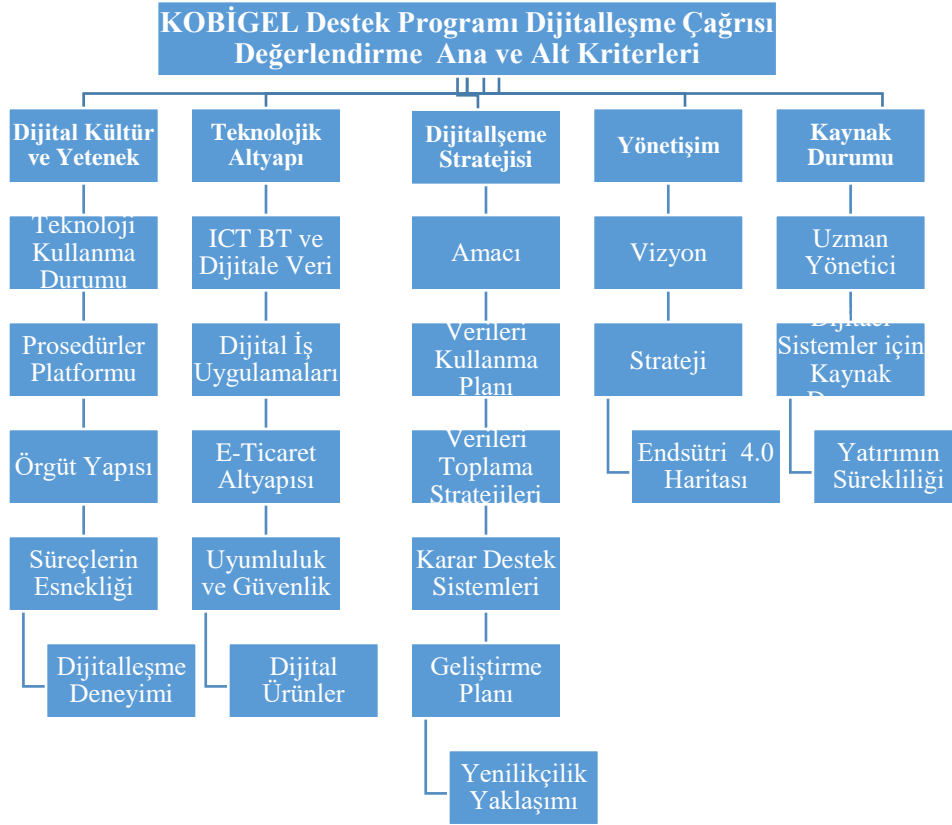 KOBİGEL Destek Programı Dijitalleşme Çağrısı
Değerlendirme Ana ve Alt Kriterleri
Dijital Kültür
ve Yetenek
Teknoloji
Kullanma
Durumu
Prosedürler
Platformu
Örgüt Yapısı
Süreçlerin
Esnekliği
Dijitalleşme
Deneyimi
Teknolojik
Altyapı
ICT BT ve
Dijitale Veri
Dijital İş
Uygulamaları
E-Ticaret
Altyapısı
Uyumluluk
ve Güvenlik
Dijital
Ürünler
Dijitallşeme
Stratejisi
Amacı
Verileri
Kullanma
Planı
Verileri
Toplama
Stratejileri
Karar Destek
Sistemleri
Geliştirme
Planı
Yenilikçilik
Yaklaşımı
Yönetişim
Vizyon
Strateji
Endsütri 4.0
Haritası
Kaynak
Durumu
Uzman
Yönetici
Sistemler için
Kaynak
Yatırımın
Sürekliliği